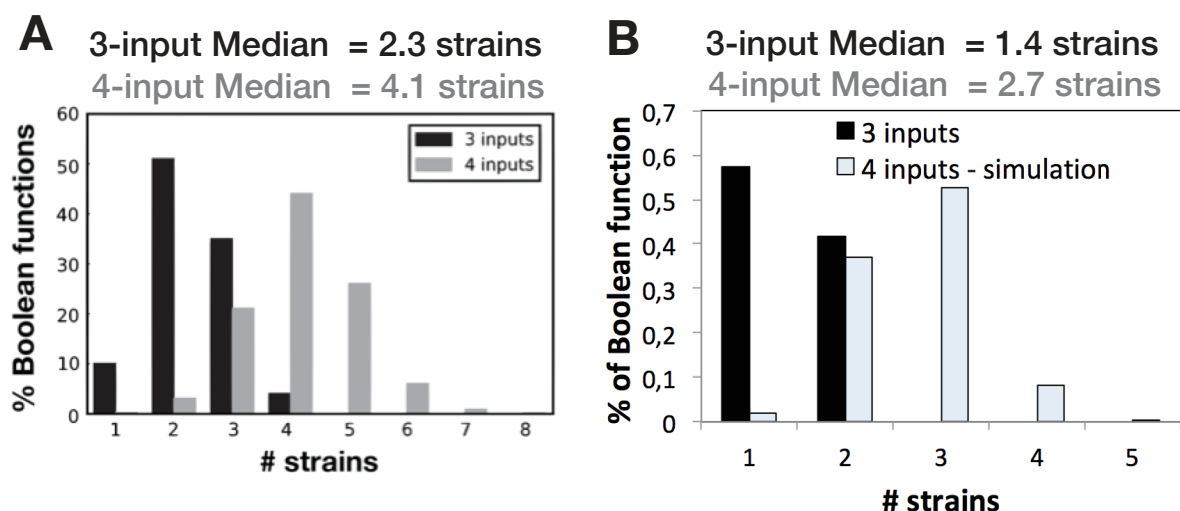 A
3-input Median = 2.3 strains
4-input Median = 4.1 strains
60
50
40
30
20
10
0
% Boolean functions
3 inputs
4 inputs
1 2 3 4 5 6 7 8
# strains
B
3-input Median = 1.4 strains
4-input Median = 2.7 strains
0,7
0,6
0,5
0,4
0,3
0,2
0,1
0
% of Boolean function
3 inputs
4 inputs - simulation
1 2 3 4 5
# strains